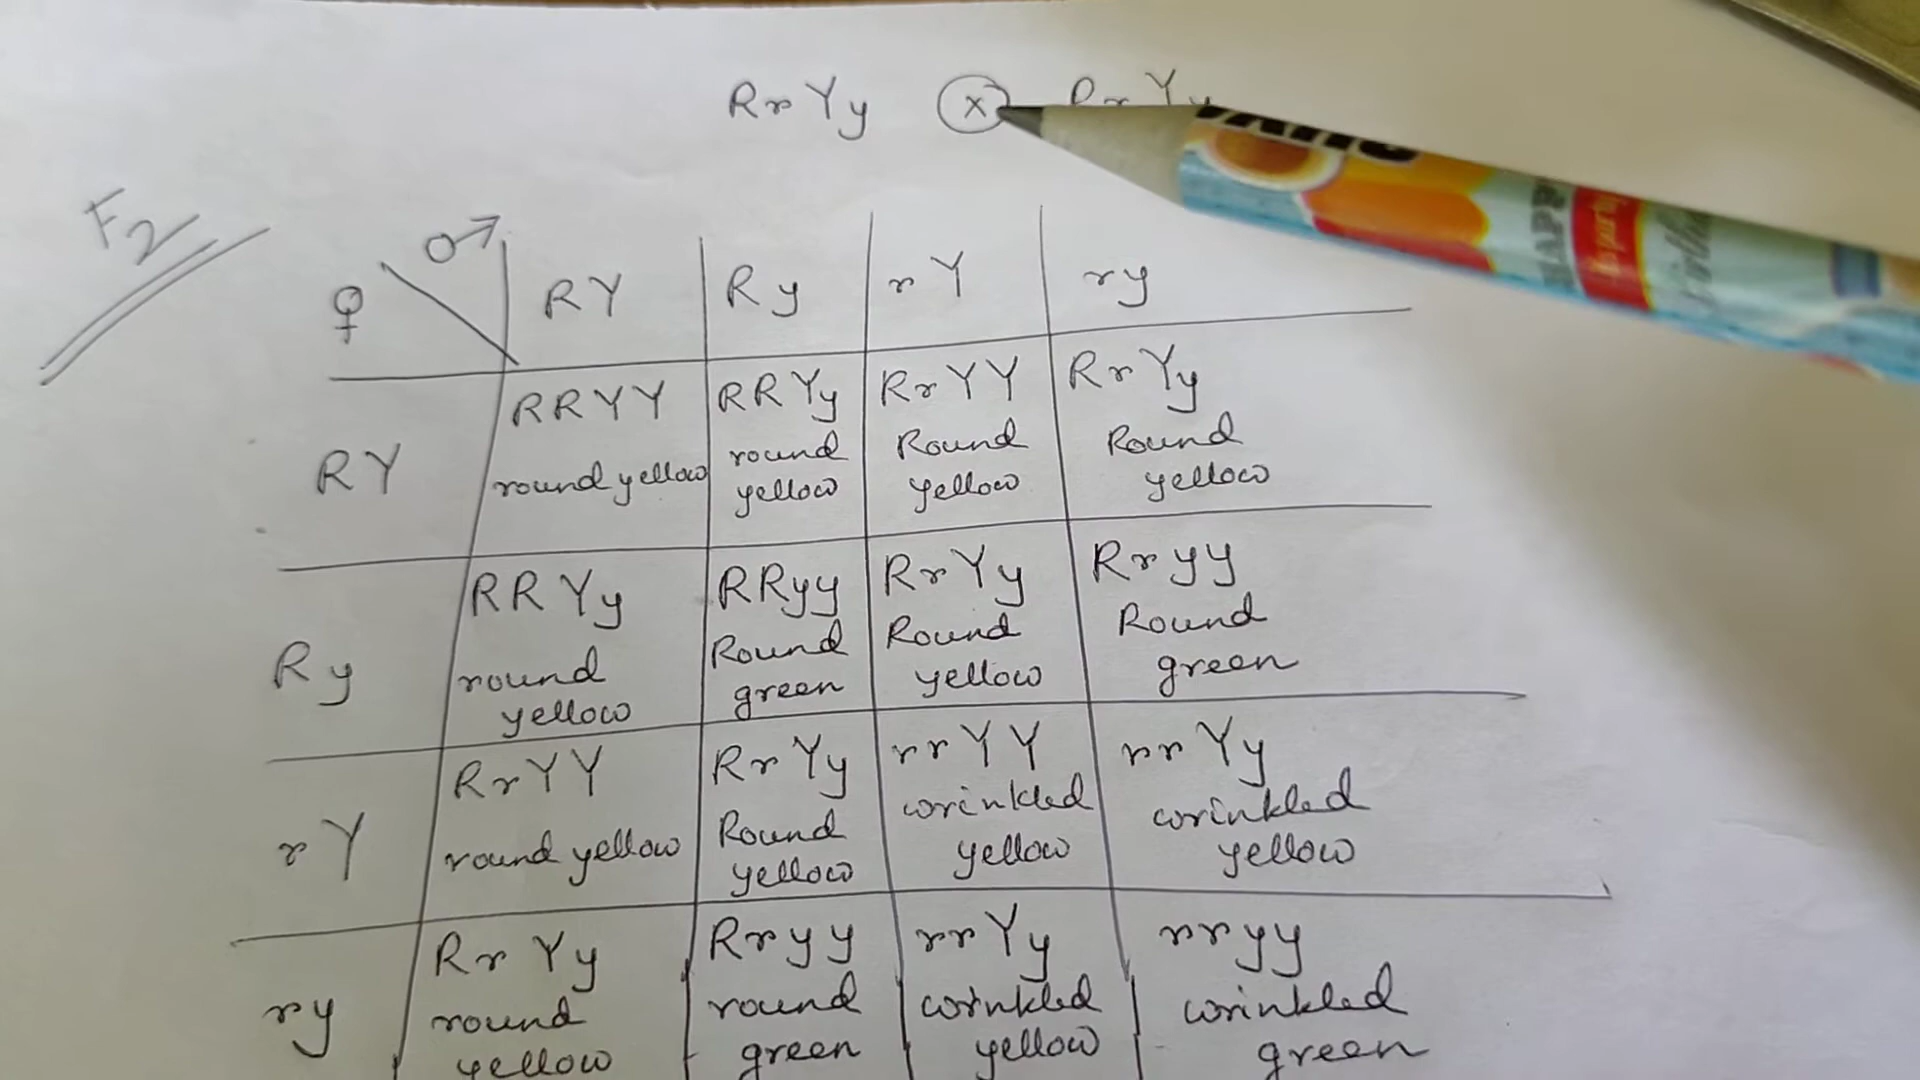 RrYy ⊗ RrYy
F2
♀ ♂ RY Ry rY ry
RY RRYY RRYy RrYY RrYy
round yellow round Round Round
yellow yellow yellow
Ry RRYy RRyy RrYy Rryy
round Round Round Round
yellow green yellow green
rY RrYY RrYy rrYY rrYy
round yellow Round wrinkled wrinkled
yellow yellow yellow
ry RrYy Rryy rrYy rryy
round round wrinkled wrinkled
yellow green yellow green
HAPPY